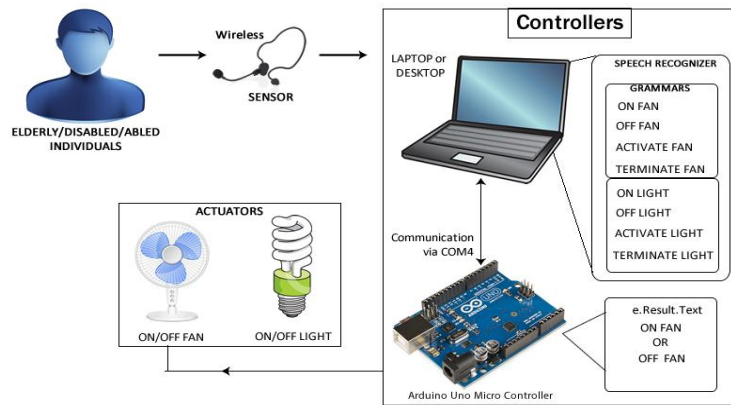 Controllers
Wireless
SENSOR
ELDERLY/DISABLED/ABLED
INDIVIDUALS
LAPTOP or
DESKTOP
SPEECH RECOGNIZER
GRAMMARS
ON FAN
OFF FAN
ACTIVATE FAN
TERMINATE FAN
ON LIGHT
OFF LIGHT
ACTIVATE LIGHT
TERMINATE LIGHT
ACTUATORS
ON/OFF FAN
ON/OFF LIGHT
Communication
via COM4
UNO
ARDUINO
Arduino Uno Micro Controller
e.Result.Text
ON FAN
OR
OFF FAN